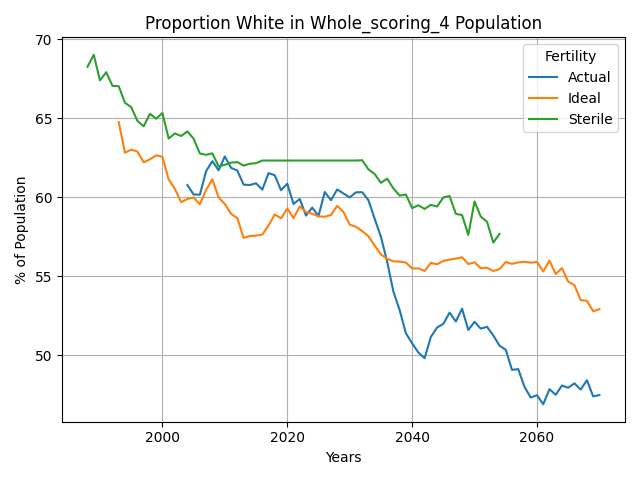 Proportion White in Whole_scoring_4 Population
Fertility
Actual
Ideal
Sterile
% of Population
70
65
60
55
50
2000
2020
2040
2060
Years